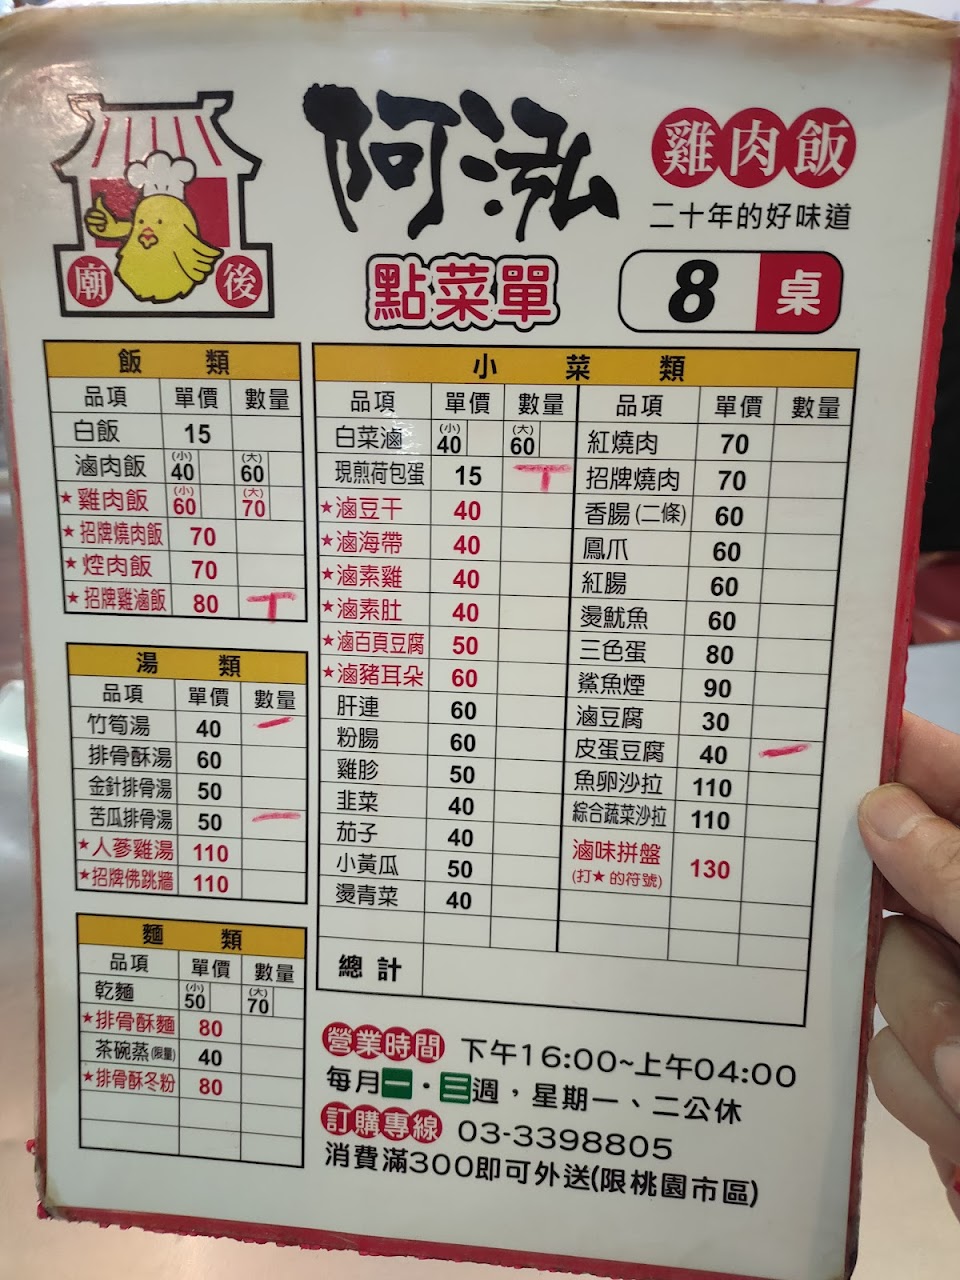 阿泓
雞肉飯
二十年的好味道
廟後
點菜單
8 桌
飯類
品項 單價 數量
白飯 15
滷肉飯 (小)40 (大)60
★雞肉飯 (小)60 (大)70
★招牌燒肉飯 70
★焢肉飯 70
★招牌雞滷飯 80
湯類
品項 單價 數量
竹筍湯 40
排骨酥湯 60
金針排骨湯 50
苦瓜排骨湯 50
★人蔘雞湯 110
★招牌佛跳牆 110
麵類
品項 單價 數量
乾麵 (小)50 (大)70
★排骨酥麵 80
茶碗蒸(限量) 40
★排骨酥冬粉 80
小菜類
品項 單價 數量
白菜滷 (小)40 (大)60
現煎荷包蛋 15
★滷豆干 40
★滷海帶 40
★滷素雞 40
★滷素肚 40
★滷百頁豆腐 50
★滷豬耳朵 60
肝連 60
粉腸 60
雞胗 50
韭菜 40
茄子 40
小黃瓜 50
燙青菜 40
品項 單價 數量
紅燒肉 70
招牌燒肉 70
香腸(二條) 60
鳳爪 60
紅腸 60
燙魷魚 60
三色蛋 80
鯊魚煙 90
滷豆腐 30
皮蛋豆腐 40
魚卵沙拉 110
綜合蔬菜沙拉 110
滷味拼盤 130
(打★的符號)
總計
營業時間 下午16:00~上午04:00
每月一·三週，星期一、二公休
訂購專線 03-3398805
消費滿300即可外送(限桃園市區)